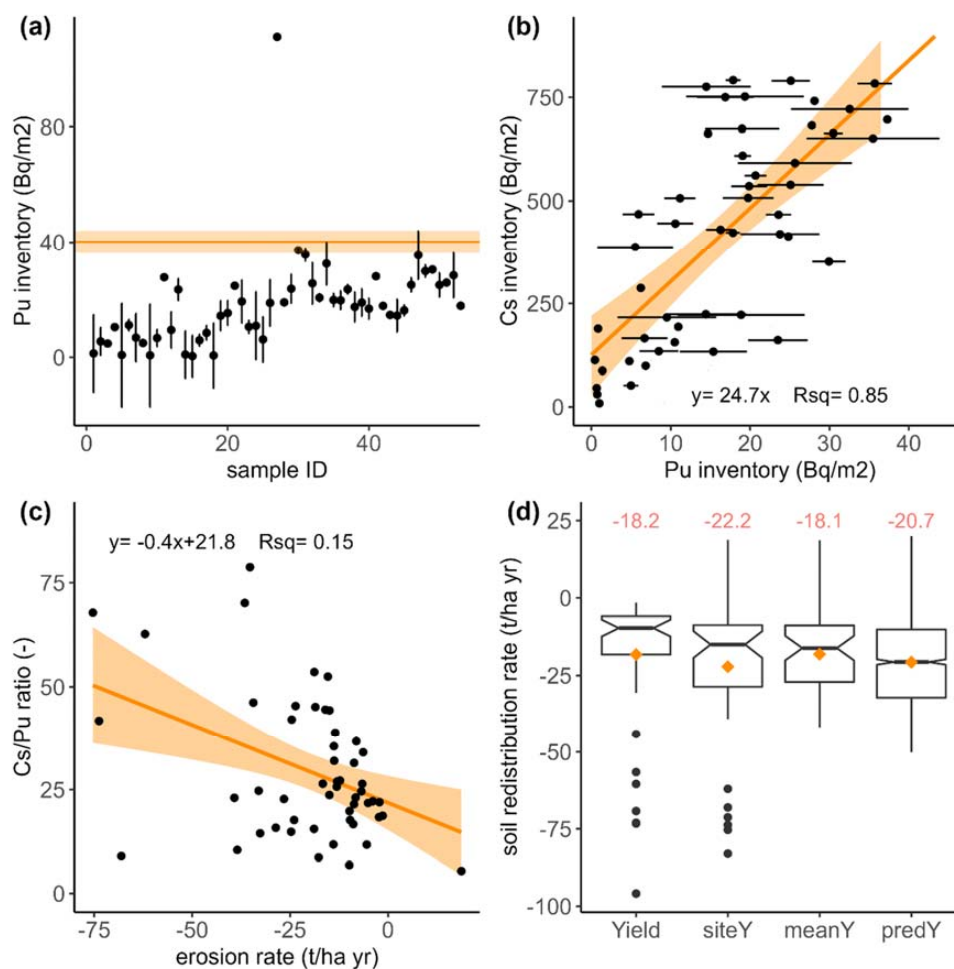 (a)
80
40
0
Pu inventory (Bq/m2)
0
20
40
sample ID
(b)
750
500
250
0
Cs inventory (Bq/m2)
y= 24.7x Rsq= 0.85
0
10
20
30
40
Pu inventory (Bq/m2)
(c)
y= -0.4x+21.8 Rsq= 0.15
75
50
25
0
Cs/Pu ratio (-)
-75
-50
-25
0
erosion rate (t/ha yr)
(d)
25
0
-25
-50
-75
-100
soil redistribution rate (t/ha yr)
-18.2 -22.2 -18.1 -20.7
Yield siteY meanY predY